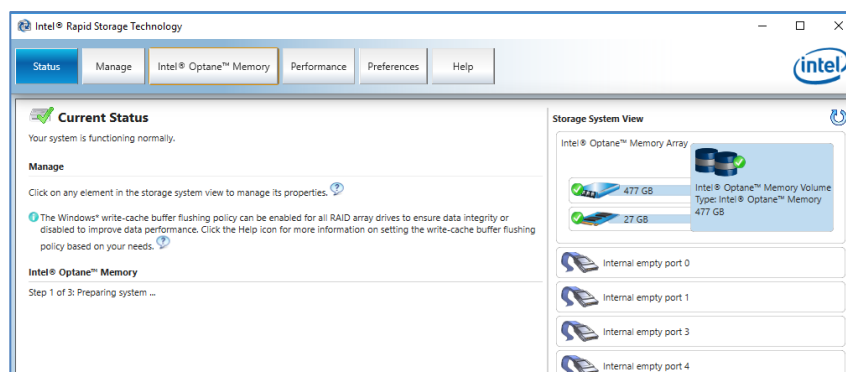 Intel® Rapid Storage Technology
Status
Manage
Intel® Optane™ Memory
Performance
Preferences
Help
intel
Current Status
Your system is functioning normally.
Manage
Click on any element in the storage system view to manage its properties.
The Windows* write-cache buffer flushing policy can be enabled for all RAID array drives to ensure data integrity or
disabled to improve data performance. Click the Help icon for more information on setting the write-cache buffer flushing
policy based on your needs.
Intel® Optane™ Memory
Step 1 of 3: Preparing system ...
Storage System View
Intel® Optane™ Memory Array
477 GB
27 GB
Intel® Optane™ Memory Volume
Type: Intel® Optane™ Memory
477 GB
Internal empty port 0
Internal empty port 1
Internal empty port 3
Internal empty port 4